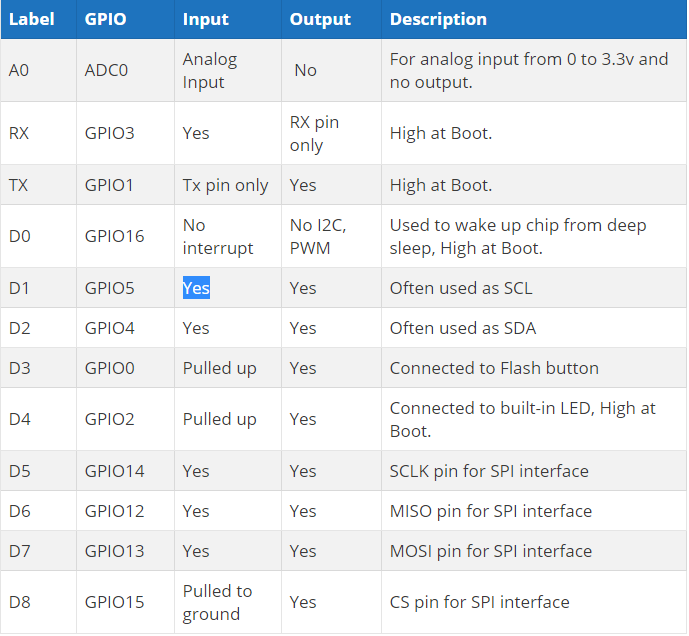 Label GPIO Input Output Description
A0 ADC0 Analog Input No For analog input from 0 to 3.3v and no output.
RX GPIO3 Yes RX pin only High at Boot.
TX GPIO1 Tx pin only Yes High at Boot.
D0 GPIO16 No interrupt No I2C, PWM Used to wake up chip from deep sleep, High at Boot.
D1 GPIO5 Yes Yes Often used as SCL
D2 GPIO4 Yes Yes Often used as SDA
D3 GPIO0 Pulled up Yes Connected to Flash button
D4 GPIO2 Pulled up Yes Connected to built-in LED, High at Boot.
D5 GPIO14 Yes Yes SCLK pin for SPI interface
D6 GPIO12 Yes Yes MISO pin for SPI interface
D7 GPIO13 Yes Yes MOSI pin for SPI interface
D8 GPIO15 Pulled to ground Yes CS pin for SPI interface